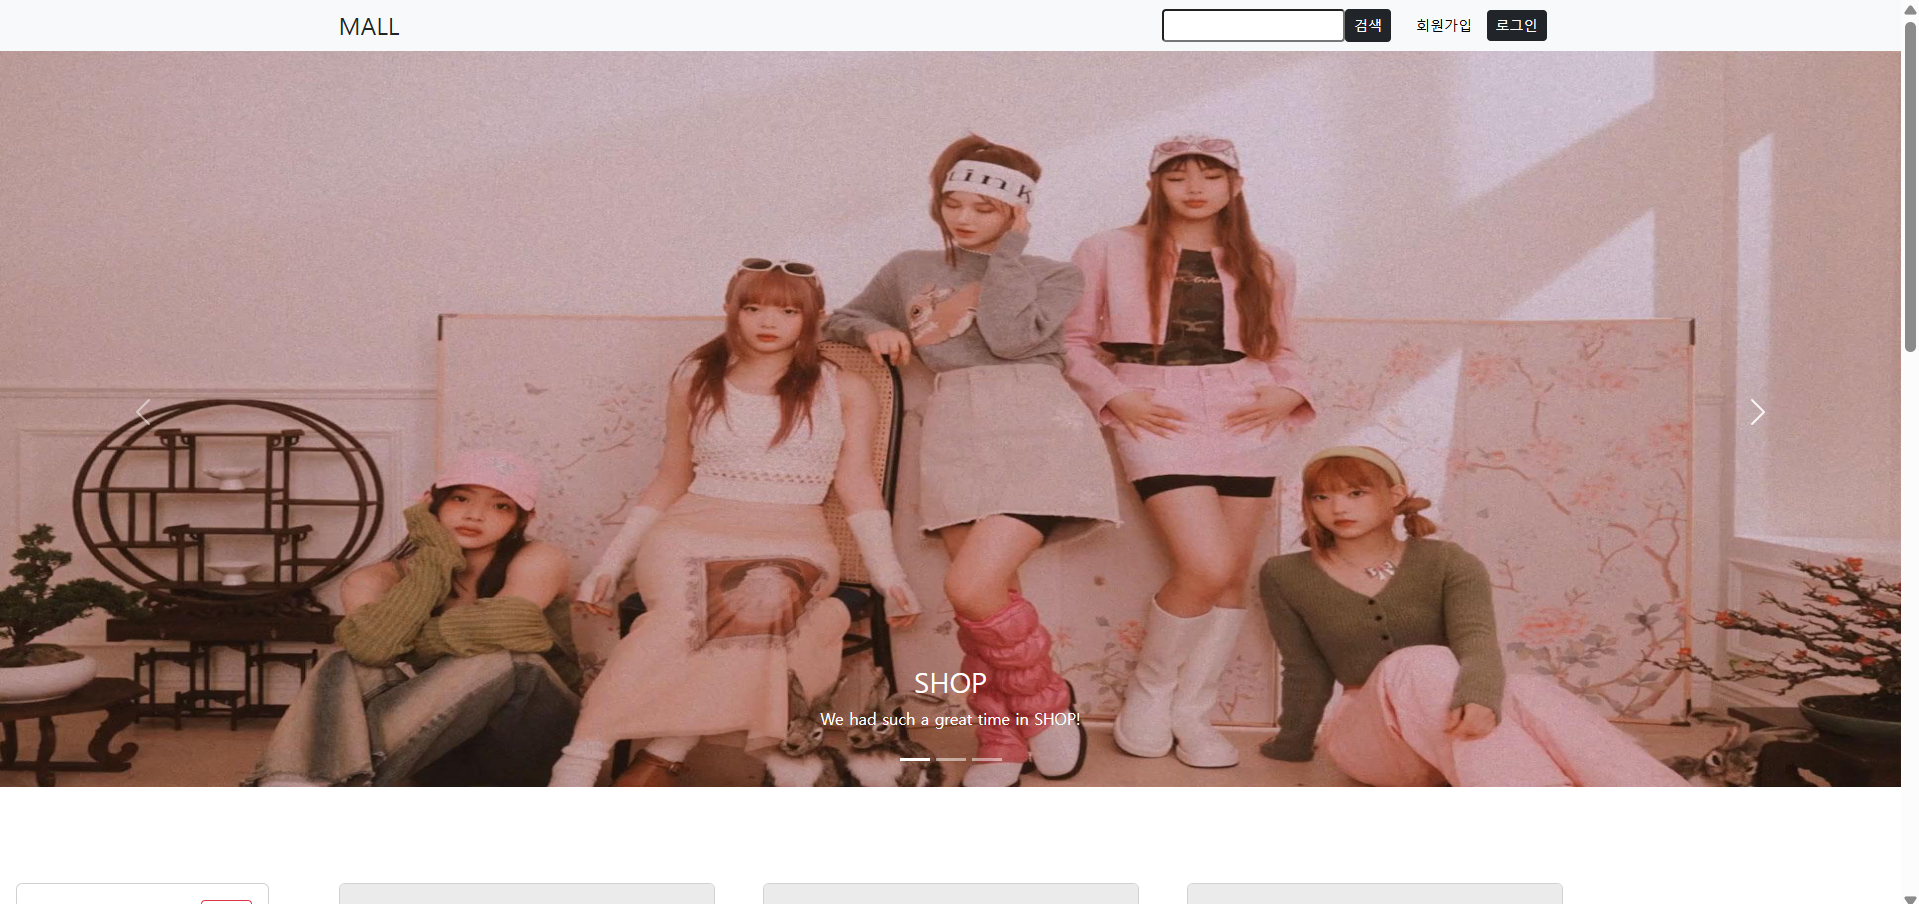 MALL
검색
회원가입
로그인
link
SHOP
We had such a great time in SHOP!